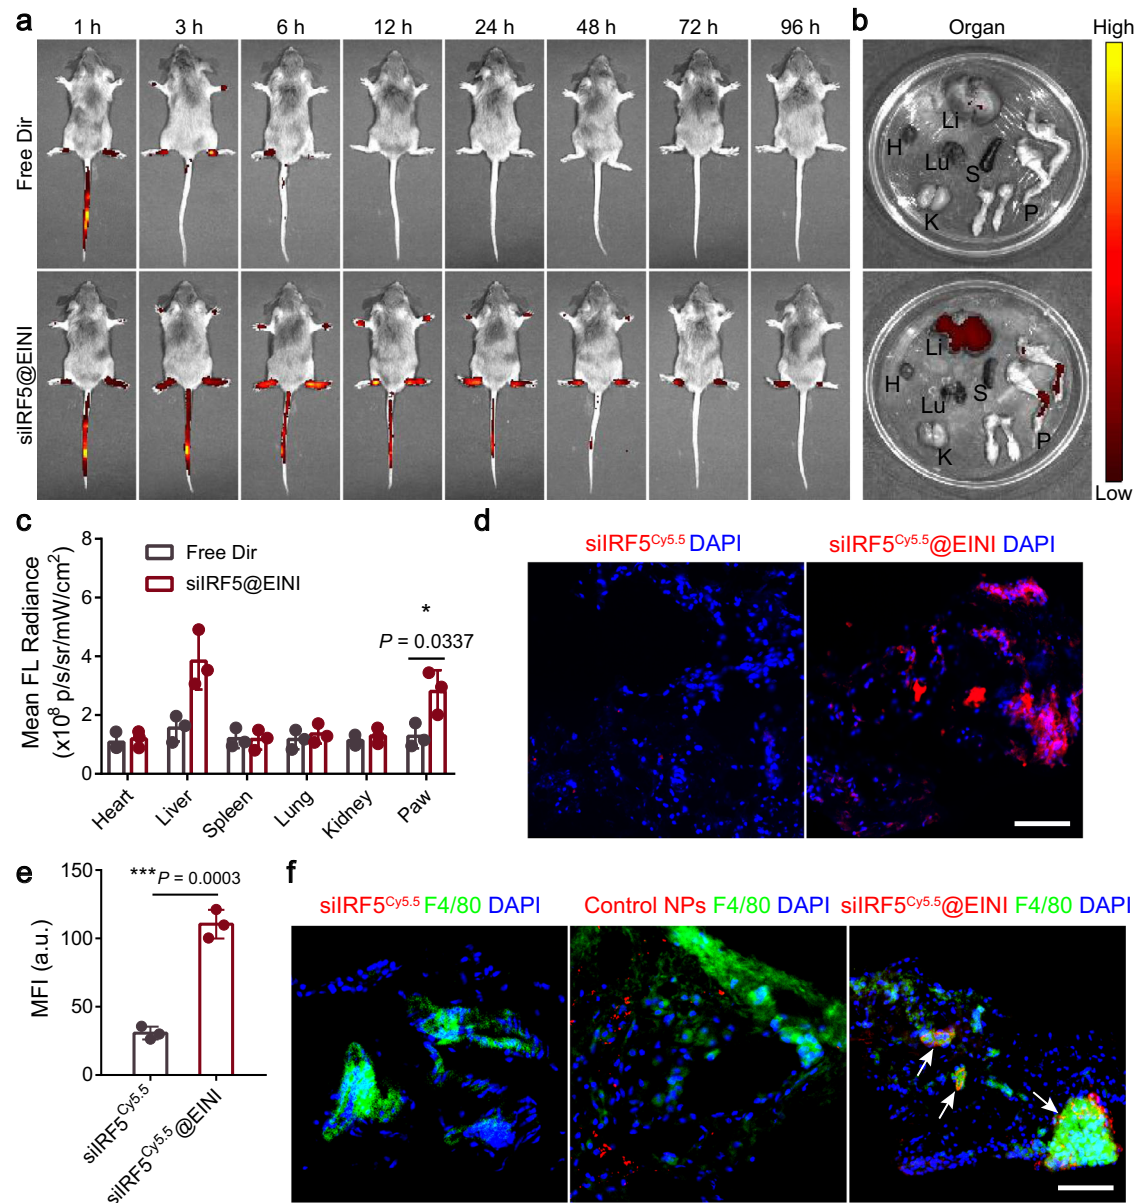 a
1 h 3 h 6 h 12 h 24 h 48 h 72 h 96 h
Free Dir
siIRF5@EINI
b
Organ
High
Li
H
Lu
S
K
P
Li
H
Lu
S
K
P
Low
c
Mean FL Radiance
(x10⁸ p/s/sr/mW/cm²)
8
6
4
2
0
Free Dir
siIRF5@EINI
*
P = 0.0337
Heart
Liver
Spleen
Lung
Kidney
Paw
d
siIRF5Cy5.5 DAPI
siIRF5Cy5.5@EINI DAPI
e
MFI (a.u.)
150
100
50
0
***P = 0.0003
siIRF5Cy5.5
siIRF5Cy5.5@EINI
f
siIRF5Cy5.5 F4/80 DAPI
Control NPs F4/80 DAPI
siIRF5Cy5.5@EINI F4/80 DAPI